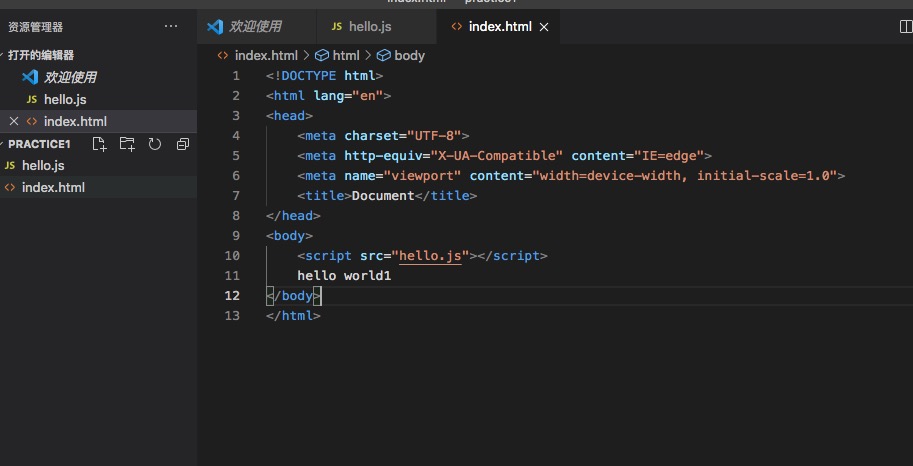 index.html — practice1
资源管理器
打开的编辑器
欢迎使用
JS hello.js
index.html
PRACTICE1
JS hello.js
index.html
欢迎使用
JS hello.js
index.html
index.html > html > body
1 <!DOCTYPE html>
2 <html lang="en">
3 <head>
4 <meta charset="UTF-8">
5 <meta http-equiv="X-UA-Compatible" content="IE=edge">
6 <meta name="viewport" content="width=device-width, initial-scale=1.0">
7 <title>Document</title>
8 </head>
9 <body>
10 <script src="hello.js"></script>
11 hello world1
12 </body>
13 </html>